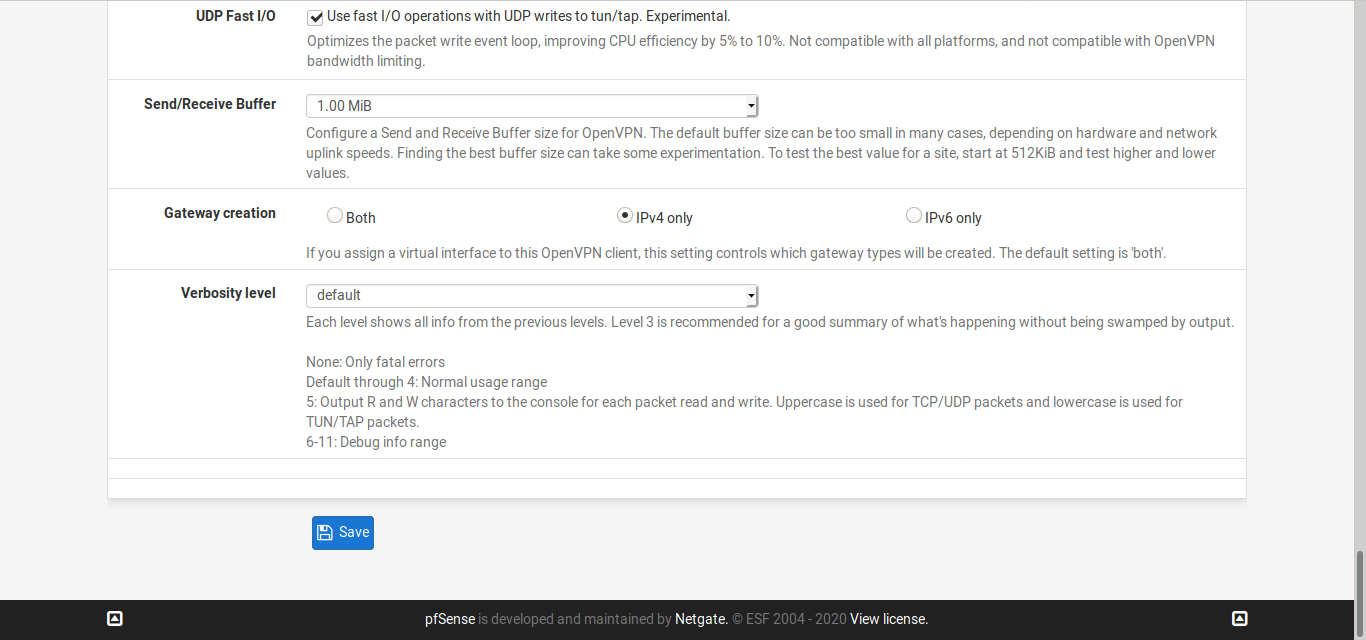 UDP Fast I/O
Use fast I/O operations with UDP writes to tun/tap. Experimental.
Optimizes the packet write event loop, improving CPU efficiency by 5% to 10%. Not compatible with all platforms, and not compatible with OpenVPN
bandwidth limiting.
Send/Receive Buffer
1.00 MiB
Configure a Send and Receive Buffer size for OpenVPN. The default buffer size can be too small in many cases, depending on hardware and network
uplink speeds. Finding the best buffer size can take some experimentation. To test the best value for a site, start at 512KiB and test higher and lower
values.
Gateway creation
Both
IPv4 only
IPv6 only
If you assign a virtual interface to this OpenVPN client, this setting controls which gateway types will be created. The default setting is 'both'.
Verbosity level
default
Each level shows all info from the previous levels. Level 3 is recommended for a good summary of what's happening without being swamped by output.
None: Only fatal errors
Default through 4: Normal usage range
5: Output R and W characters to the console for each packet read and write. Uppercase is used for TCP/UDP packets and lowercase is used for
TUN/TAP packets.
6-11: Debug info range
Save
pfSense is developed and maintained by Netgate. © ESF 2004 - 2020 View license.